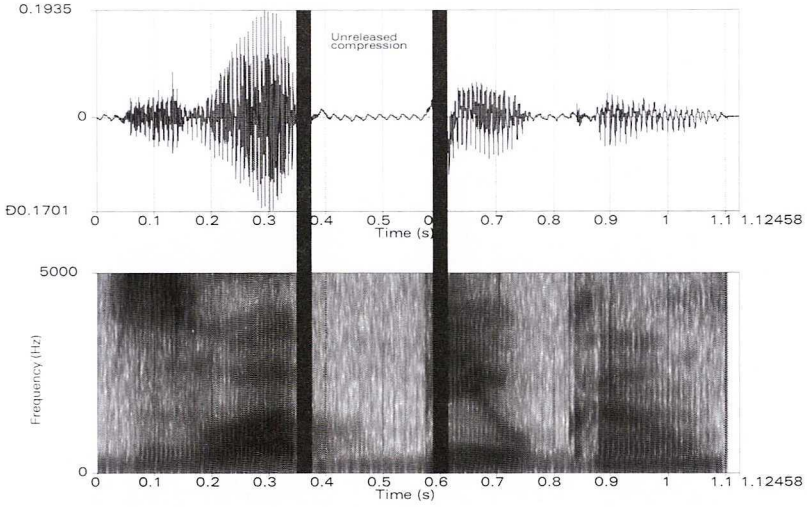 0.1935
Unreleased
compression
0
Ð0.1701
0 0.1 0.2 0.3 0.4 0.5 0 0.7 0.8 0.9 1 1.1 1.12458
Time (s)
5000
Frequency (Hz)
0
0 0.1 0.2 0.3 0.4 0.5 0.6 0.7 0.8 0.9 1 1.1 1.12458
Time (s)